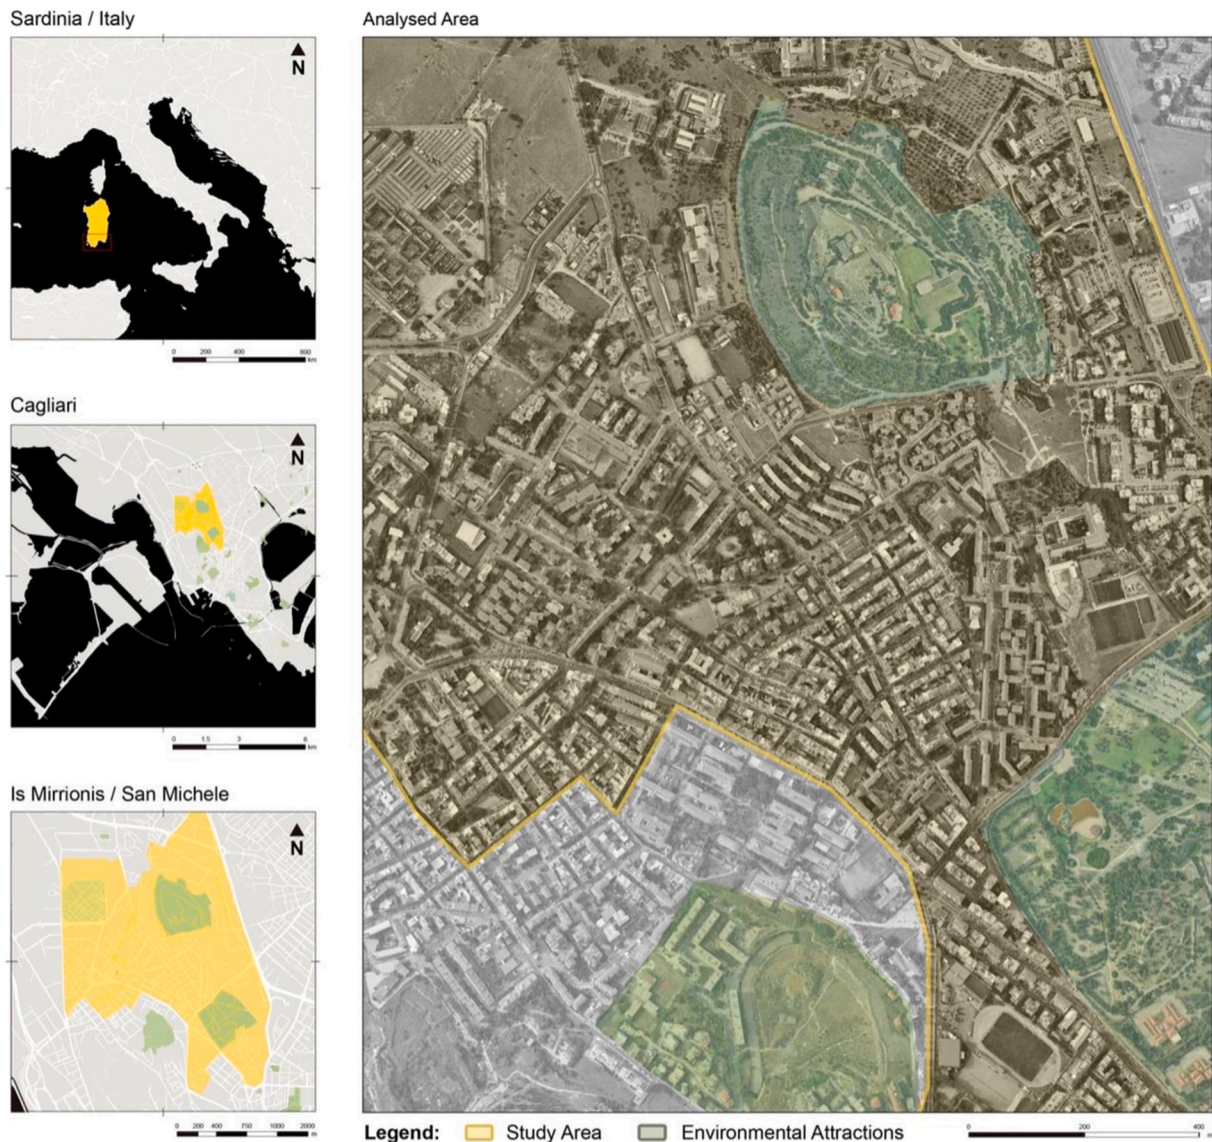 Sardinia / Italy
N
0 200 400 800
km
Cagliari
N
0 1.5 3 6
km
Is Mirrionis / San Michele
N
0 200 400 750 1000 2000
m
Analysed Area
Legend: Study Area Environmental Attractions
0 200 400
m